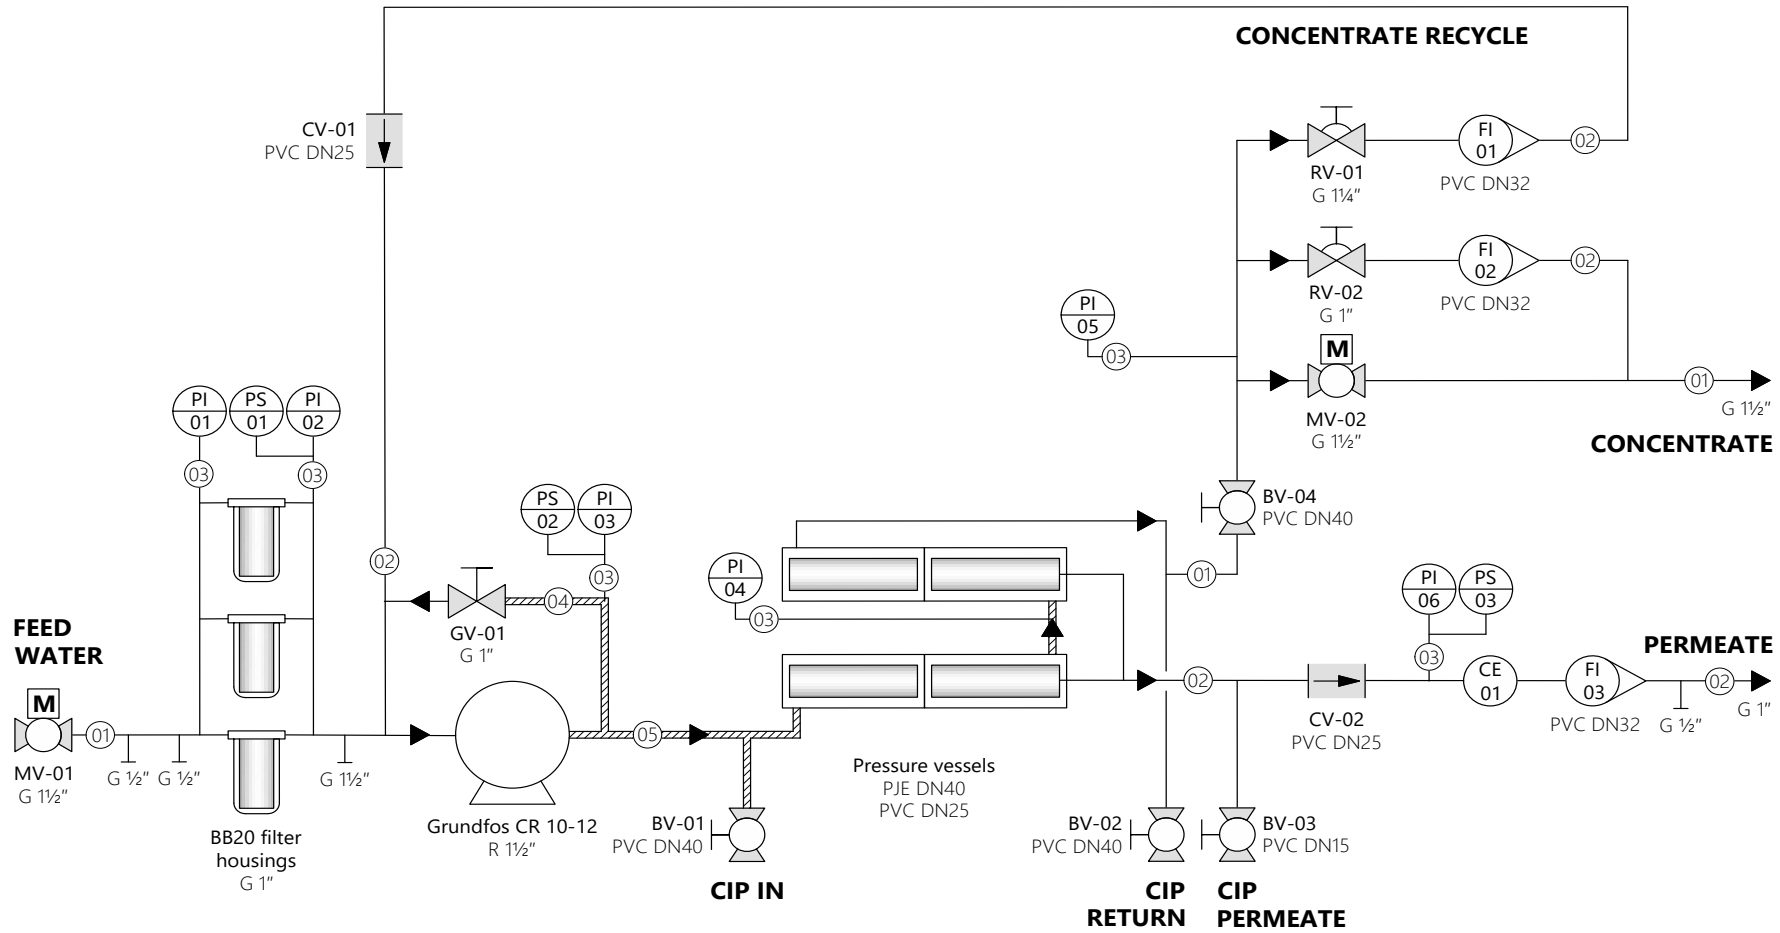 CONCENTRATE RECYCLE
CV-01
PVC DN25
FI
01
02
RV-01
G 1¼"
PVC DN32
FI
02
02
RV-02
G 1"
PVC DN32
PI
05
03
M
MV-02
G 1½"
01
G 1½"
CONCENTRATE
PI
01
PS
01
PI
02
03
03
PS
02
PI
03
03
02
04
GV-01
G 1"
BV-04
PVC DN40
PI
04
03
01
PI
06
PS
03
03
FEED
WATER
M
MV-01
G 1½"
01
G ½"
G ½"
G 1½"
BB20 filter
housings
G 1"
Grundfos CR 10-12
R 1½"
05
BV-01
PVC DN40
CIP IN
Pressure vessels
PJE DN40
PVC DN25
02
CV-02
PVC DN25
CE
01
FI
03
PVC DN32
G ½"
02
G 1"
PERMEATE
BV-02
PVC DN40
CIP
RETURN
BV-03
PVC DN15
CIP
PERMEATE